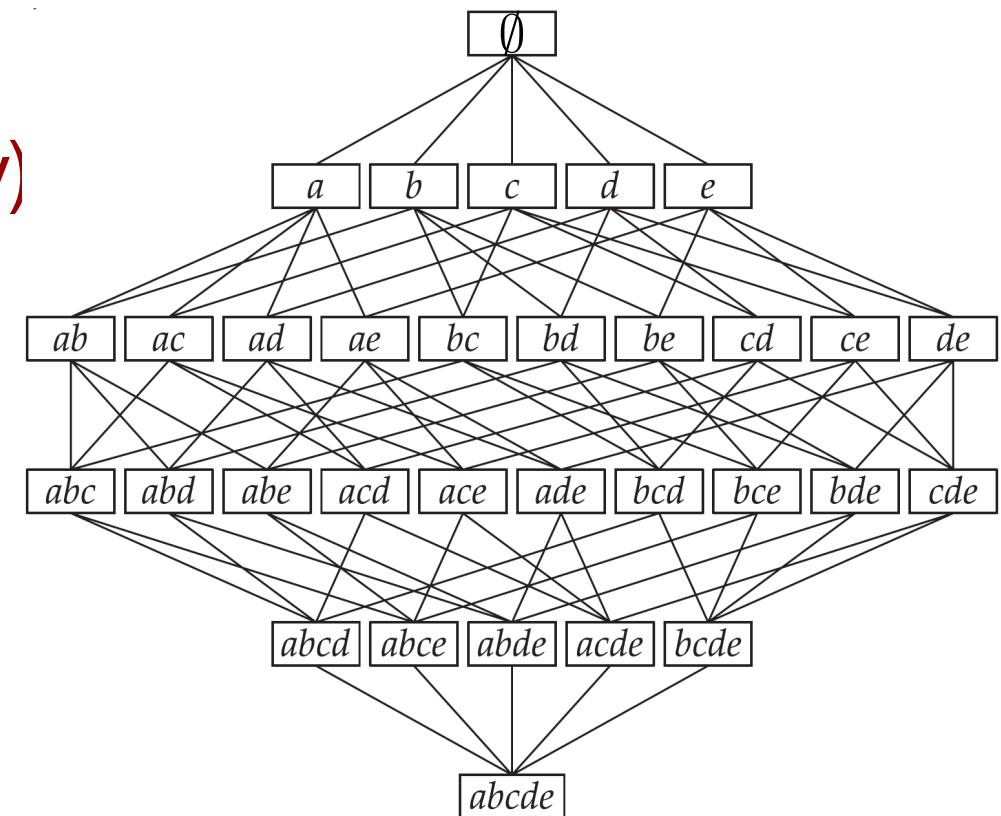 ∅
y)
a b c d e
ab ac ad ae bc bd be cd ce de
abc abd abe acd ace ade bcd bce bde cde
abcd abce abde acde bcde
abcde